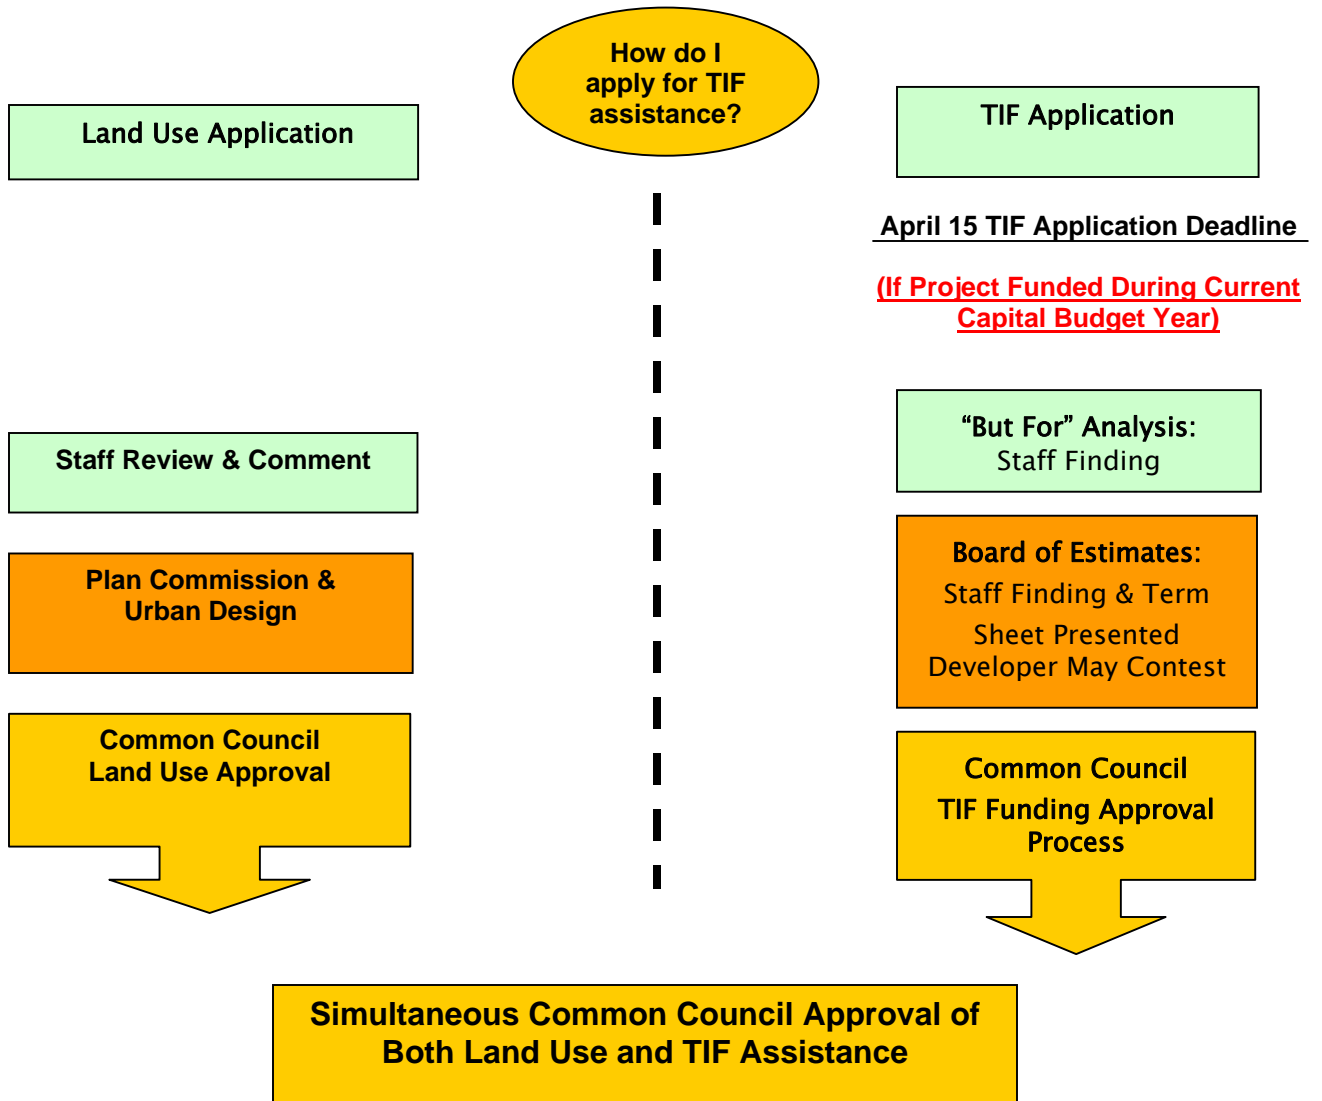 How do I
apply for TIF
assistance?
Land Use Application
TIF Application
April 15 TIF Application Deadline
(If Project Funded During Current
Capital Budget Year)
Staff Review & Comment
“But For” Analysis:
Staff Finding
Plan Commission &
Urban Design
Board of Estimates:
Staff Finding & Term
Sheet Presented
Developer May Contest
Common Council
Land Use Approval
Common Council
TIF Funding Approval
Process
Simultaneous Common Council Approval of
Both Land Use and TIF Assistance